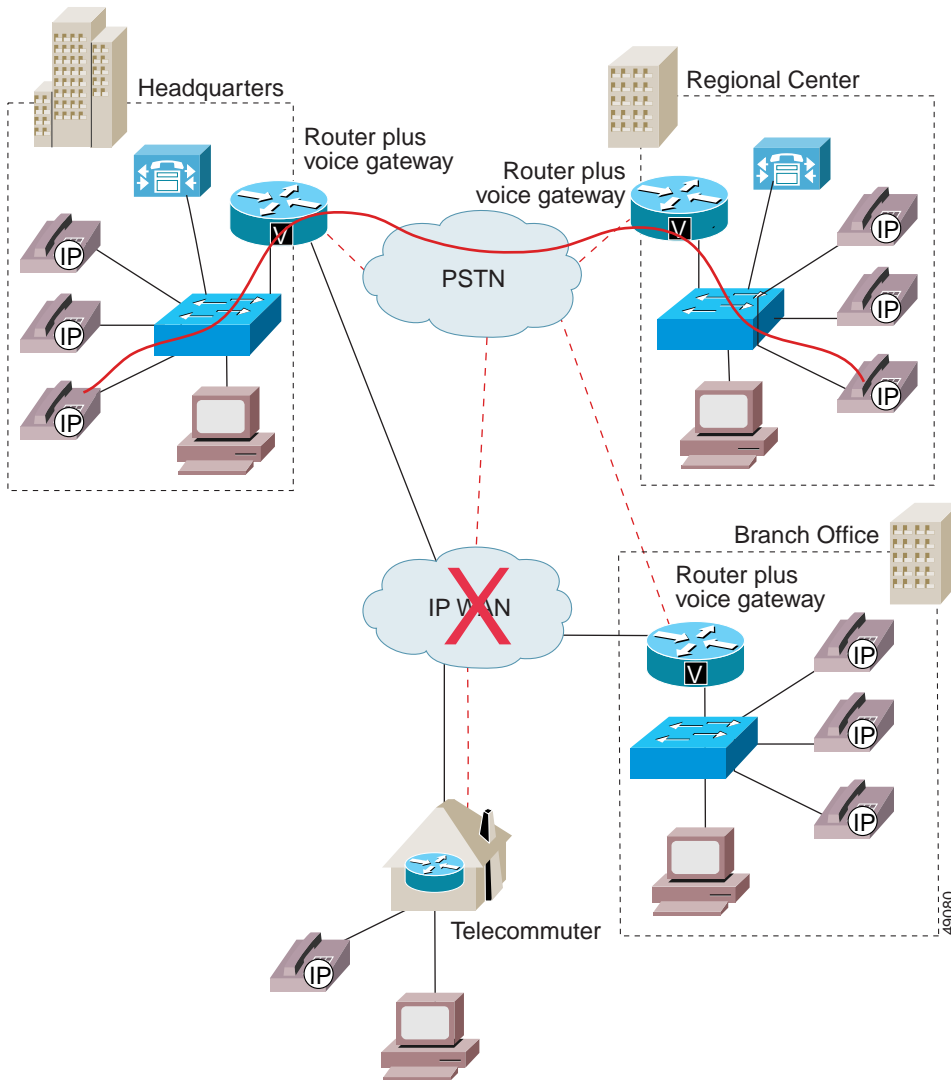 Headquarters
Regional Center
Router plus
voice gateway
Router plus
voice gateway
V
V
IP
IP
IP
PSTN
IP
IP
IP
IP WAN
Branch Office
Router plus
voice gateway
V
IP
IP
IP
Telecommuter
IP
49080